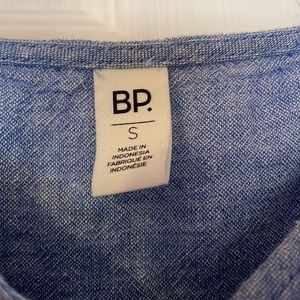 BP.
S
MADE IN
INDONESIA
FABRIQUÉ EN
INDONÉSIE